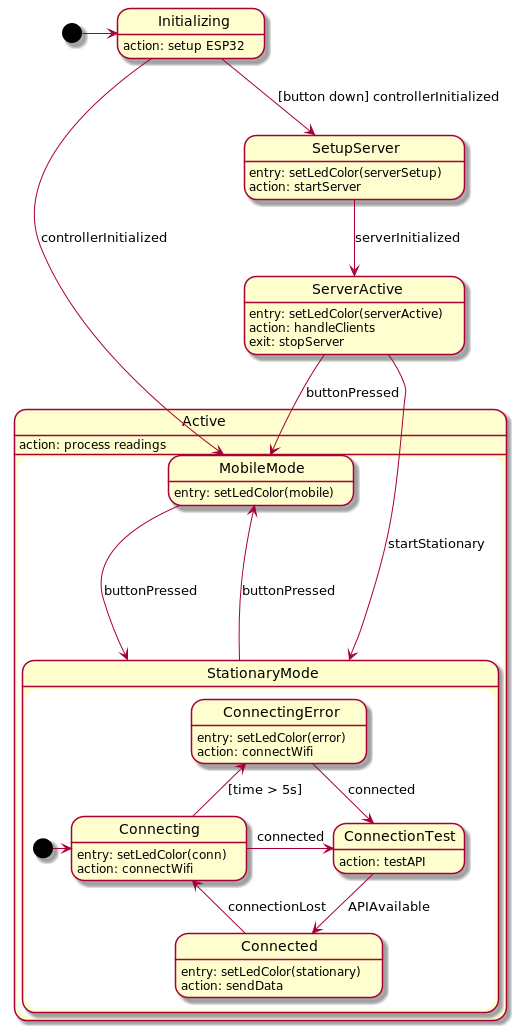 Initializing
action: setup ESP32
[button down] controllerInitialized
SetupServer
entry: setLedColor(serverSetup)
action: startServer
controllerInitialized
serverInitialized
ServerActive
entry: setLedColor(serverActive)
action: handleClients
exit: stopServer
buttonPressed
Active
action: process readings
MobileMode
entry: setLedColor(mobile)
startStationary
buttonPressed
buttonPressed
StationaryMode
ConnectingError
entry: setLedColor(error)
action: connectWifi
[time > 5s]
connected
Connecting
entry: setLedColor(conn)
action: connectWifi
connected
ConnectionTest
action: testAPI
connectionLost
APIAvailable
Connected
entry: setLedColor(stationary)
action: sendData